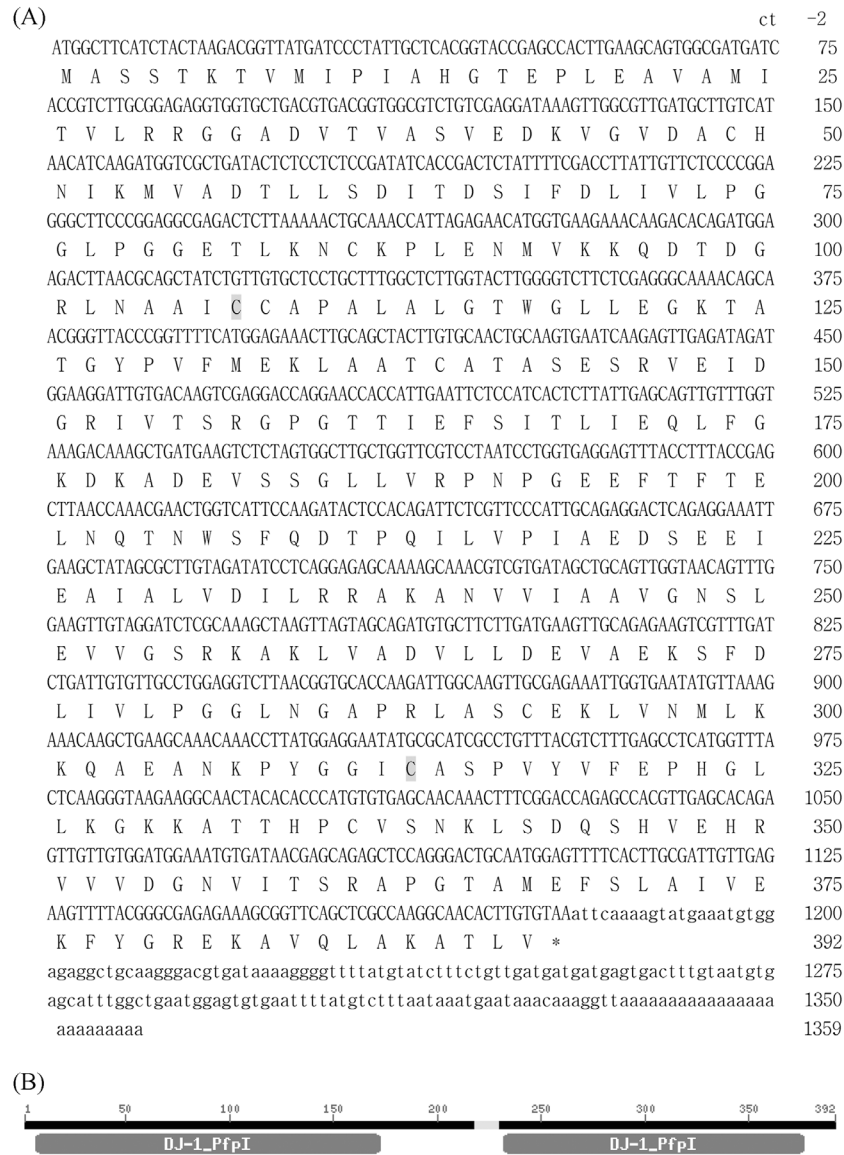 (A)
ct -2
ATGGCTTCATCTACTAAGACGGTTATGATCCCTATTGCTCACGGTACCGAGCCACTTGAAGCAGTGGCGATGATC 75
M A S S T K T V M I P I A H G T E P L E A V A M I 25
ACCGTCTTGCGGAGAGGTGGTGCTGACGTGACGGTGGCGTCTGTCGAGGATAAAGTTGGCGTTGATGCTTGTCAT 150
T V L R R G G A D V T V A S V E D K V G V D A C H 50
AACATCAAGATGGTCGCTGATACTCTCCTCTCCGATATCACCGACTCTATTTTCGACCTTATTGTTCTCCCCGGA 225
N I K M V A D T L L S D I T D S I F D L I V L P G 75
GGGCTTCCCGGAGGCGAGACTCTTAAAAACTGCAAACCATTAGAGAACATGGTGAAGAAACAAGACACAGATGGA 300
G L P G G E T L K N C K P L E N M V K K Q D T D G 100
AGACTTAACGCAGCTATCTGTTGTGCTCCTGCTTTGGCTCTTGGTACTTGGGGTCTTCTCGAGGGCAAAACAGCA 375
R L N A A I C C A P A L A L G T W G L L E G K T A 125
ACGGGTTACCCGGTTTTCATGGAGAAACTTGCAGCTACTTGTGCAACTGCAAGTGAATCAAGAGTTGAGATAGAT 450
T G Y P V F M E K L A A T C A T A S E S R V E I D 150
GGAAGGATTGTGACAAGTCGAGGACCAGGAACCACCATTGAATTCTCCATCACTCTTATTGAGCAGTTGTTTGGT 525
G R I V T S R G P G T T I E F S I T L I E Q L F G 175
AAAGACAAAGCTGATGAAGTCTCTAGTGGCTTGCTGGTTCGTCCTAATCCTGGTGAGGAGTTTACCTTTACCGAG 600
K D K A D E V S S G L L V R P N P G E E F T F T E 200
CTTAACCAAACGAACTGGTCATTCCAAGATACTCCACAGATTCTCGTTCCCATTGCAGAGGACTCAGAGGAAATT 675
L N Q T N W S F Q D T P Q I L V P I A E D S E E I 225
GAAGCTATAGCGCTTGTAGATATCCTCAGGAGAGCAAAAGCAAACGTCGTGATAGCTGCAGTTGGTAACAGTTTG 750
E A I A L V D I L R R A K A N V V I A A V G N S L 250
GAAGTTGTAGGATCTCGCAAAGCTAAGTTAGTAGCAGATGTGCTTCTTGATGAAGTTGCAGAGAAGTCGTTTGAT 825
E V V G S R K A K L V A D V L L D E V A E K S F D 275
CTGATTGTGTTGCCTGGAGGTCTTAACGGTGCACCAAGATTGGCAAGTTGCGAGAAATTGGTGAATATGTTAAAG 900
L I V L P G G L N G A P R L A S C E K L V N M L K 300
AAACAAGCTGAAGCAAACAAACCTTATGGAGGAATATGCGCATCGCCTGTTTACGTCTTTGAGCCTCATGGTTTA 975
K Q A E A N K P Y G G I C A S P V Y V F E P H G L 325
CTCAAGGGTAAGAAGGCAACTACACACCCATGTGTGAGCAACAAACTTTCGGACCAGAGCCACGTTGAGCACAGA 1050
L K G K K A T T H P C V S N K L S D Q S H V E H R 350
GTTGTTGTGGATGGAAATGTGATAACGAGCAGAGCTCCAGGGACTGCAATGGAGTTTTCACTTGCGATTGTTGAG 1125
V V V D G N V I T S R A P G T A M E F S L A I V E 375
AAGTTTTACGGGCGAGAGAAAGCGGTTCAGCTCGCCAAGGCAACACTTGTGTAAattcaaaagtatgaaatgtgg 1200
K F Y G R E K A V Q L A K A T L V * 392
agaggctgcaagggacgtgataaaaggggttttatgtatctttctgttgatgatgatgagtgactttgtaatgtg 1275
agcatttggctgaatggagtgtgaattttatgtctttaataaatgaataaacaaaggttaaaaaaaaaaaaaaaa 1350
aaaaaaaaa 1359
(B)
1 50 100 150 200 250 300 350 392
DJ-1_PfpI DJ-1_PfpI